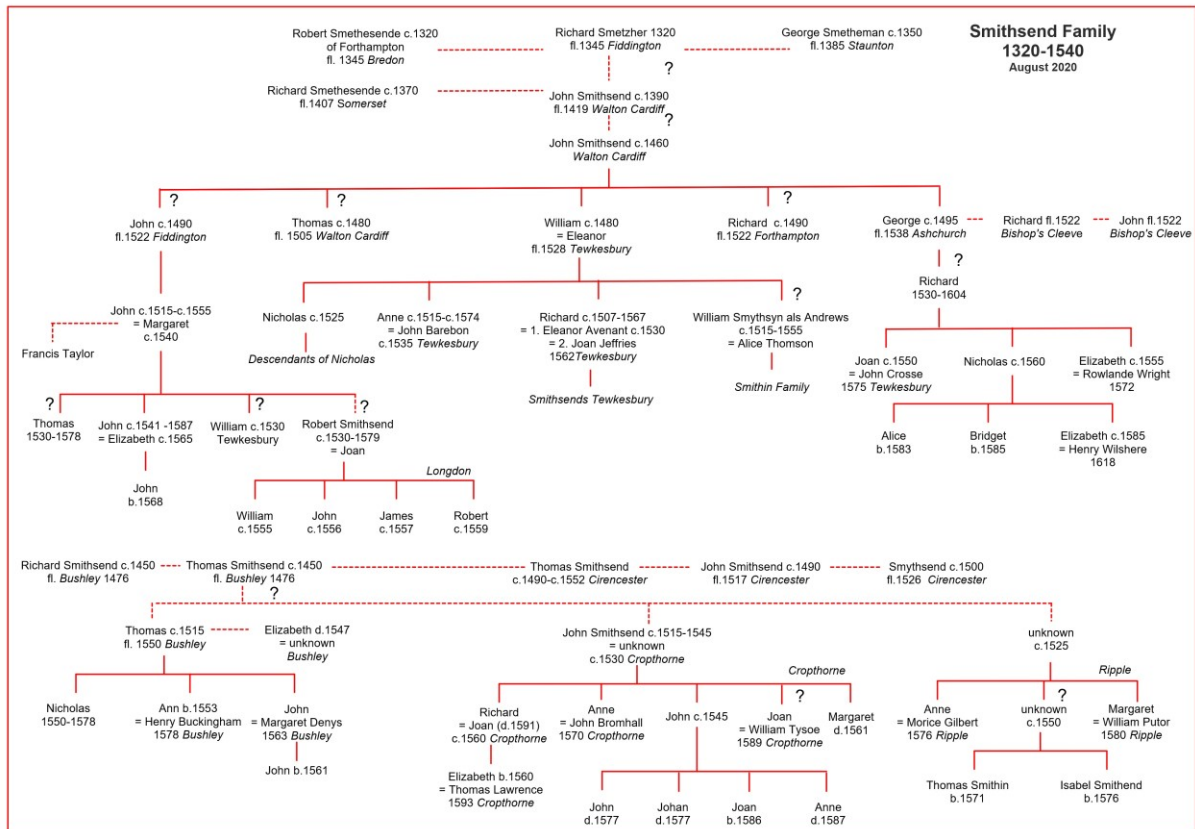 Smithsend Family
1320-1540
August 2020
Robert Smethesende c.1320
of Forthampton
fl. 1345 Bredon
Richard Smetzher 1320
fl.1345 Fiddington
George Smetheman c.1350
fl.1385 Staunton
?
Richard Smethesende c.1370
fl.1407 Somerset
John Smithsend c.1390
fl.1419 Walton Cardiff
?
John Smithsend c.1460
Walton Cardiff
?
?
?
?
John c.1490
fl.1522 Fiddington
Thomas c.1480
fl. 1505 Walton Cardiff
William c.1480
= Eleanor
fl.1528 Tewkesbury
Richard c.1490
fl.1522 Forthampton
George c.1495
fl.1538 Ashchurch
Richard fl.1522
Bishop's Cleeve
John fl.1522
Bishop's Cleeve
?
Richard
1530-1604
John c.1515-c.1555
= Margaret
c.1540
Francis Taylor
Nicholas c.1525
Descendants of Nicholas
Anne c.1515-c.1574
= John Barebon
c.1535 Tewkesbury
Richard c.1507-1567
= 1. Eleanor Avenant c.1530
= 2. Joan Jeffries
1562Tewkesbury
Smithsends Tewkesbury
?
William Smythsyn als Andrews
c.1515-1555
= Alice Thomson
Smithin Family
Joan c.1550
= John Crosse
1575 Tewkesbury
Nicholas c.1560
Elizabeth c.1555
= Rowlande Wright
1572
?
Thomas
1530-1578
John c.1541 -1587
= Elizabeth c.1565
?
William c.1530
Tewkesbury
?
Robert Smithsend
c.1530-1579
= Joan
Alice
b.1583
Bridget
b.1585
Elizabeth c.1585
= Henry Wilshere
1618
John
b.1568
Longdon
William
c.1555
John
c.1556
James
c.1557
Robert
c.1559
Richard Smithsend c.1450
fl. Bushley 1476
Thomas Smithsend c.1450
fl. Bushley 1476
Thomas Smithsend
c.1490-c.1552 Cirencester
John Smithsend c.1490
fl.1517 Cirencester
Smythsend c.1500
fl.1526 Cirencester
?
Thomas c.1515
fl. 1550 Bushley
Elizabeth d.1547
= unknown
Bushley
John Smithsend c.1515-1545
= unknown
c.1530 Cropthorne
unknown
c.1525
Cropthorne
Ripple
Nicholas
1550-1578
Ann b.1553
= Henry Buckingham
1578 Bushley
John
= Margaret Denys
1563 Bushley
John b.1561
Richard
= Joan (d.1591)
c.1560 Cropthorne
Anne
= John Bromhall
1570 Cropthorne
John c.1545
?
Joan
= William Tysoe
1589 Cropthorne
Margaret
d.1561
Anne
= Morice Gilbert
1576 Ripple
?
unknown
c.1550
Margaret
= William Putor
1580 Ripple
Elizabeth b.1560
= Thomas Lawrence
1593 Cropthorne
John
d.1577
Johan
d.1577
Joan
b.1586
Anne
d.1587
Thomas Smithin
b.1571
Isabel Smithend
b.1576